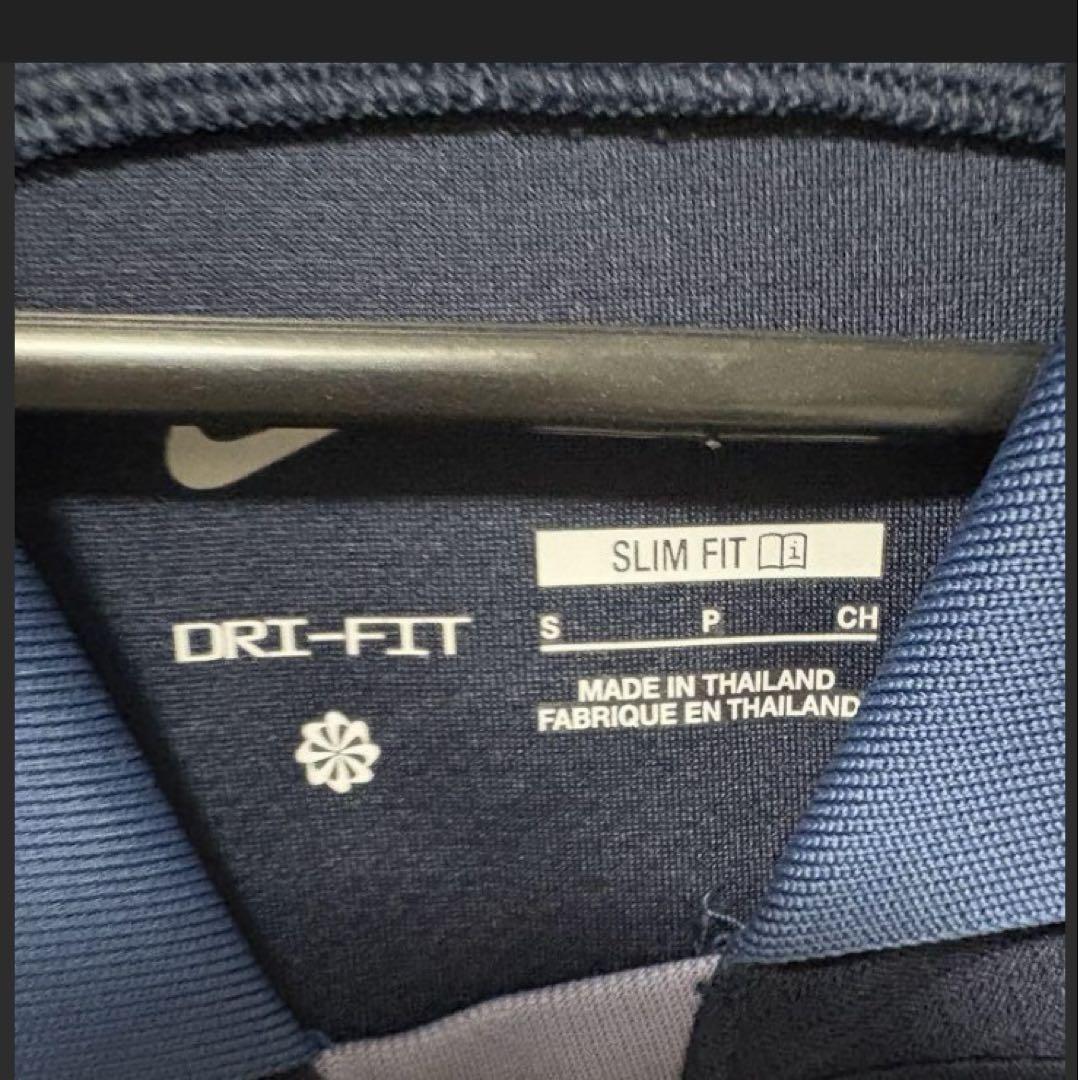 SLIM FIT
S P CH
DRI-FIT
MADE IN THAILAND
FABRIQUE EN THAILAND